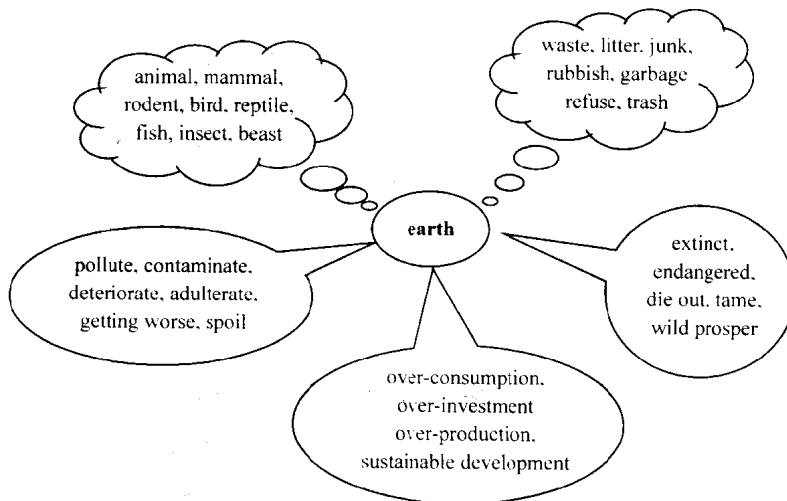 animal, mammal,
rodent, bird, reptile,
fish, insect, beast
waste, litter. junk,
rubbish, garbage
refuse, trash
earth
pollute, contaminate,
deteriorate, adulterate,
getting worse, spoil
extinct,
endangered,
die out, tame,
wild prosper
over-consumption,
over-investment
over-production,
sustainable development